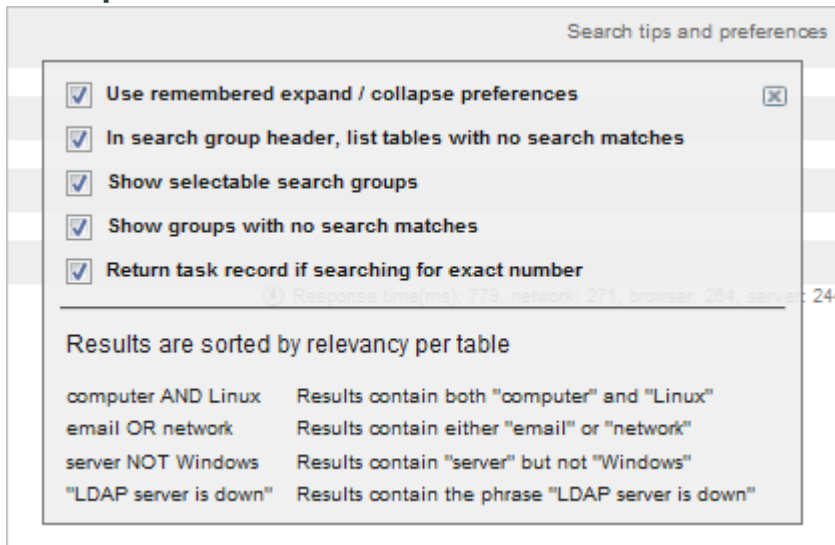 Search tips and preferences
Use remembered expand / collapse preferences
In search group header, list tables with no search matches
Show selectable search groups
Show groups with no search matches
Return task record if searching for exact number
Response time(ms): 779, network: 271, browser: 264, server: 244
Results are sorted by relevancy per table
computer AND Linux Results contain both "computer" and "Linux"
email OR network Results contain either "email" or "network"
server NOT Windows Results contain "server" but not "Windows"
"LDAP server is down" Results contain the phrase "LDAP server is down"